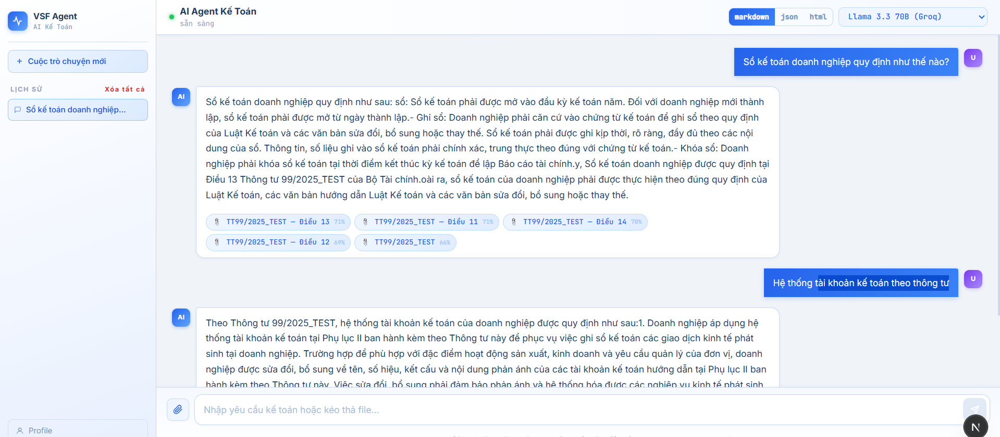 VSF Agent
AI Kế Toán
+ Cuộc trò chuyện mới
LỊCH SỬ
Xóa tất cả
Sổ kế toán doanh nghiệp...
Profile
AI Agent Kế Toán
sẵn sàng
markdown json html
Llama 3.3 70B (Groq)
Sổ kế toán doanh nghiệp quy định như thế nào?
U
AI
Sổ kế toán doanh nghiệp quy định như sau: sổ: Sổ kế toán phải được mở vào đầu kỳ kế toán năm. Đối với doanh nghiệp mới thành
lập, sổ kế toán phải được mở từ ngày thành lập.- Ghi sổ: Doanh nghiệp phải căn cứ vào chứng từ kế toán để ghi sổ theo quy định
của Luật Kế toán và các văn bản sửa đổi, bổ sung hoặc thay thế. Sổ kế toán phải được ghi kịp thời, rõ ràng, đầy đủ theo các nội
dung của sổ. Thông tin, số liệu ghi vào sổ kế toán phải chính xác, trung thực theo đúng với chứng từ kế toán.- Khóa sổ: Doanh
nghiệp phải khóa sổ kế toán tại thời điểm kết thúc kỳ kế toán để lập Báo cáo tài chính.y, Sổ kế toán doanh nghiệp được quy định tại
Điều 13 Thông tư 99/2025_TEST của Bộ Tài chính.oài ra, sổ kế toán của doanh nghiệp phải được thực hiện theo đúng quy định của
Luật Kế toán, các văn bản hướng dẫn Luật Kế toán và các văn bản sửa đổi, bổ sung hoặc thay thế.
TT99/2025_TEST — Điều 13 71%
TT99/2025_TEST — Điều 11 71%
TT99/2025_TEST — Điều 14 70%
TT99/2025_TEST — Điều 12 69%
TT99/2025_TEST 66%
Hệ thống tài khoản kế toán theo thông tư
U
AI
Theo Thông tư 99/2025_TEST, hệ thống tài khoản kế toán của doanh nghiệp được quy định như sau:1. Doanh nghiệp áp dụng hệ
thống tài khoản kế toán tại Phụ lục II ban hành kèm theo Thông tư này để phục vụ việc ghi sổ kế toán các giao dịch kinh tế phát
sinh tại doanh nghiệp. Trường hợp để phù hợp với đặc điểm hoạt động sản xuất, kinh doanh và yêu cầu quản lý của đơn vị, doanh
nghiệp được sửa đổi, bổ sung về tên, số hiệu, kết cấu và nội dung phản ánh của các tài khoản kế toán hướng dẫn tại Phụ lục II ban
hành kèm theo Thông tư này. Việc sửa đổi, bổ sung phải đảm bảo phản ánh và hệ thống hóa được các nghiệp vụ kinh tế phát sinh
Nhập yêu cầu kế toán hoặc kéo thả file...
N